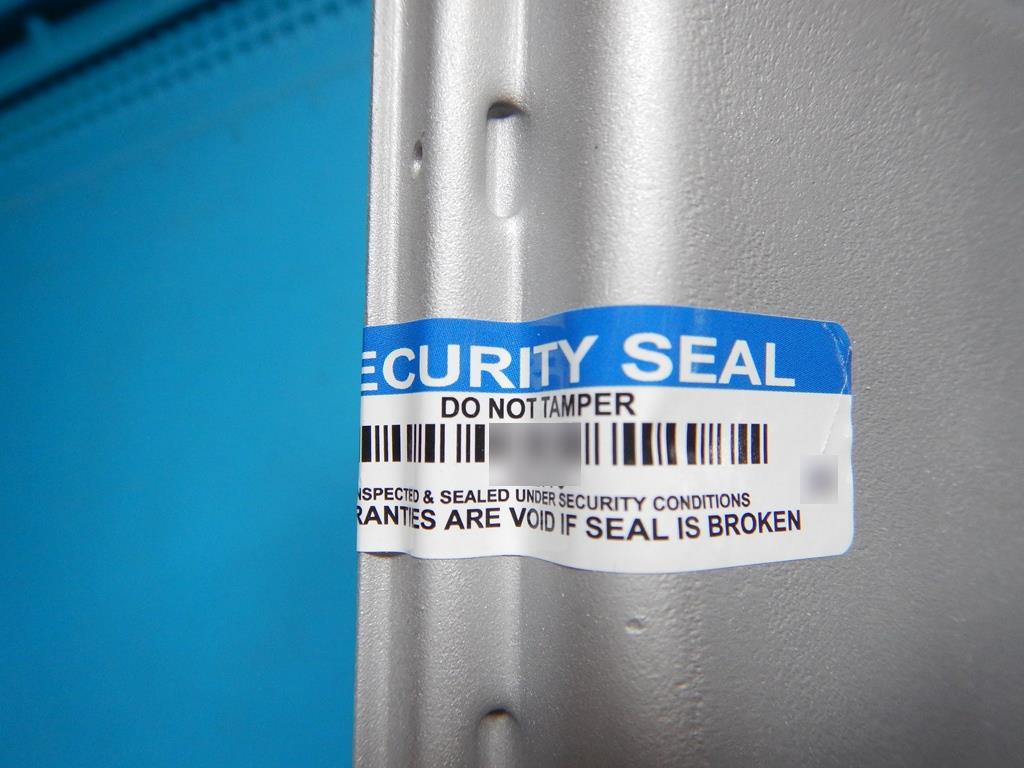 ECURITY SEAL
DO NOT TAMPER
NSPECTED & SEALED UNDER SECURITY CONDITIONS
RANTIES ARE VOID IF SEAL IS BROKEN